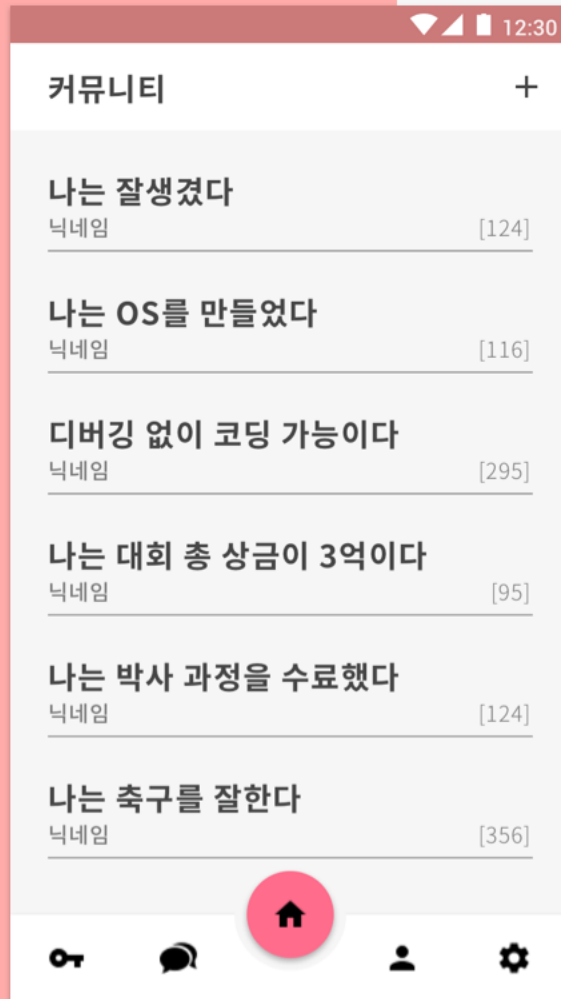 12:30
커뮤니티
나는 잘생겼다
닉네임 [124]
나는 OS를 만들었다
닉네임 [116]
디버깅 없이 코딩 가능이다
닉네임 [295]
나는 대회 총 상금이 3억이다
닉네임 [95]
나는 박사 과정을 수료했다
닉네임 [124]
나는 축구를 잘한다
닉네임 [356]